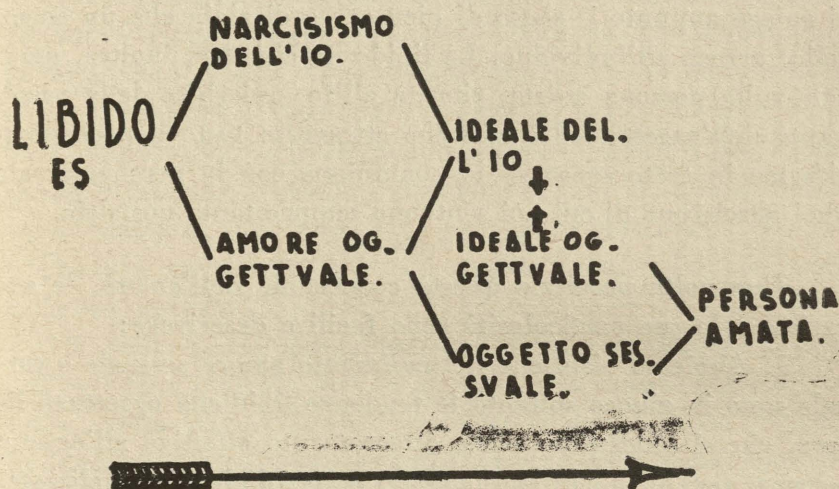 NARCISISMO
DELL'IO.
LIBIDO
ES
IDEALE DEL.
L'IO
AMORE OG.
GETTVALE.
IDEALE OG.
GETTVALE.
PERSONA
AMATA.
OGGETTO SES.
SVALE.